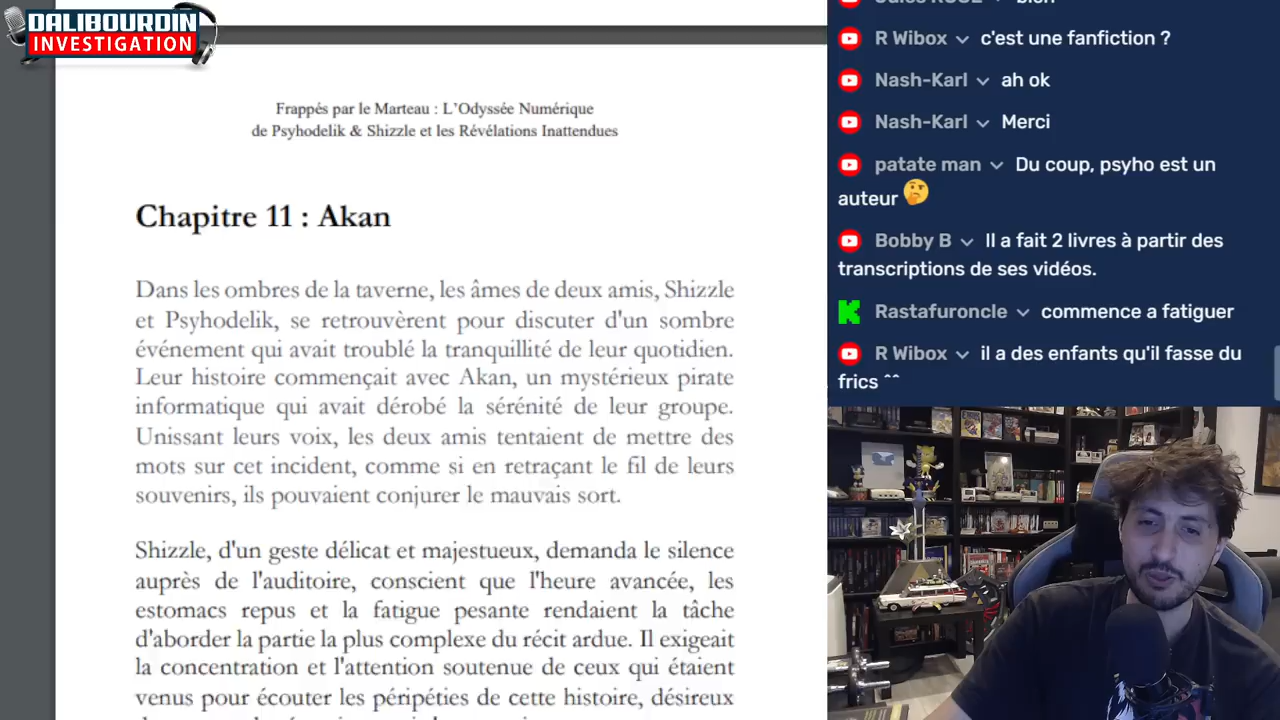 DALIBOURDIN
INVESTIGATION
Frappés par le Marteau : L'Odyssée Numérique
de Psyhodelik & Shizzle et les Révélations Inattendues
Chapitre 11 : Akan
Dans les ombres de la taverne, les âmes de deux amis, Shizzle
et Psyhodelik, se retrouvèrent pour discuter d'un sombre
événement qui avait troublé la tranquillité de leur quotidien.
Leur histoire commençait avec Akan, un mystérieux pirate
informatique qui avait dérobé la sérénité de leur groupe.
Unissant leurs voix, les deux amis tentaient de mettre des
mots sur cet incident, comme si en retraçant le fil de leurs
souvenirs, ils pouvaient conjurer le mauvais sort.
Shizzle, d'un geste délicat et majestueux, demanda le silence
auprès de l'auditoire, conscient que l'heure avancée, les
estomacs repus et la fatigue pesante rendaient la tâche
d'aborder la partie la plus complexe du récit ardue. Il exigeait
la concentration et l'attention soutenue de ceux qui étaient
venus pour écouter les péripéties de cette histoire, désireux
bien
R Wibox c'est une fanfiction ?
Nash-Karl ah ok
Nash-Karl Merci
patate man Du coup, psyho est un
auteur 🤔
Bobby B Il a fait 2 livres à partir des
transcriptions de ses vidéos.
Rastafuroncle commence a fatiguer
R Wibox il a des enfants qu'il fasse du
frics ^^